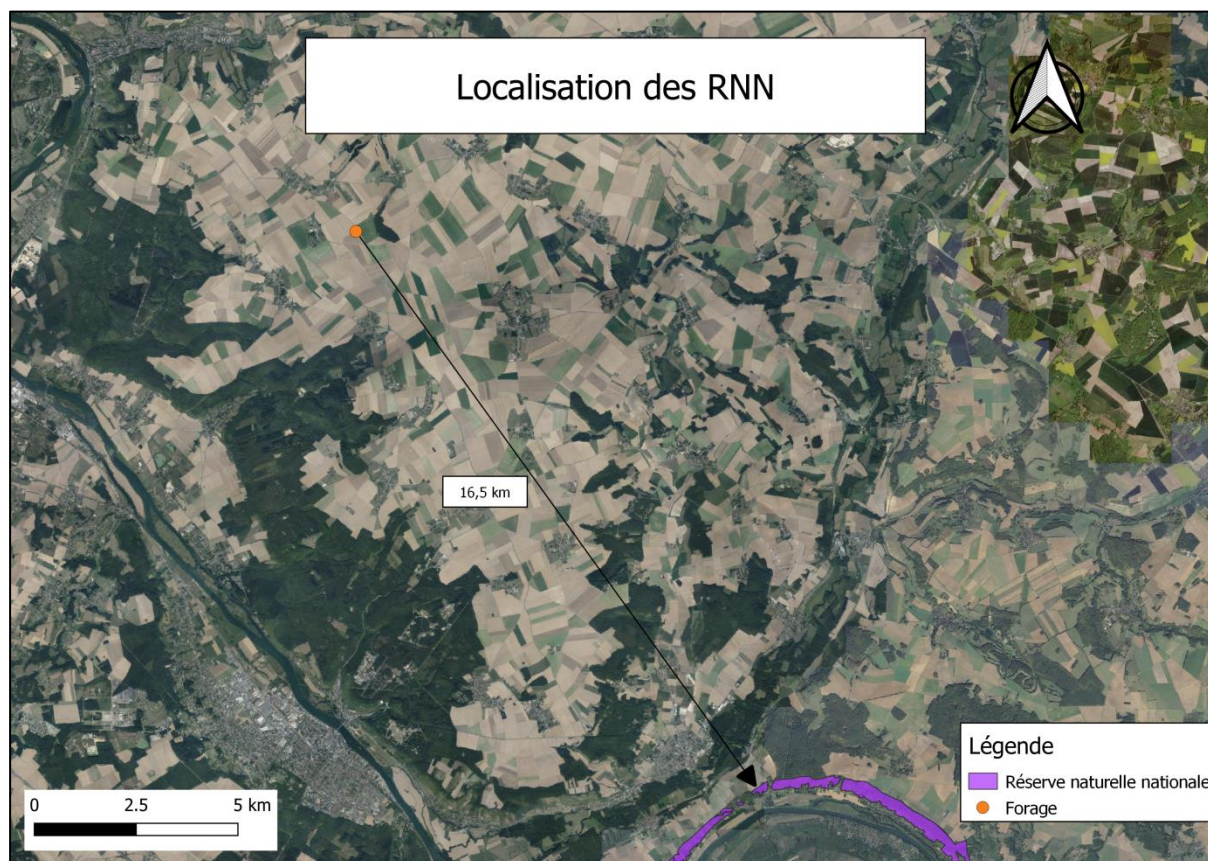 Localisation des RNN
16,5 km
Légende
Réserve naturelle nationale
Forage
0 2.5 5 km